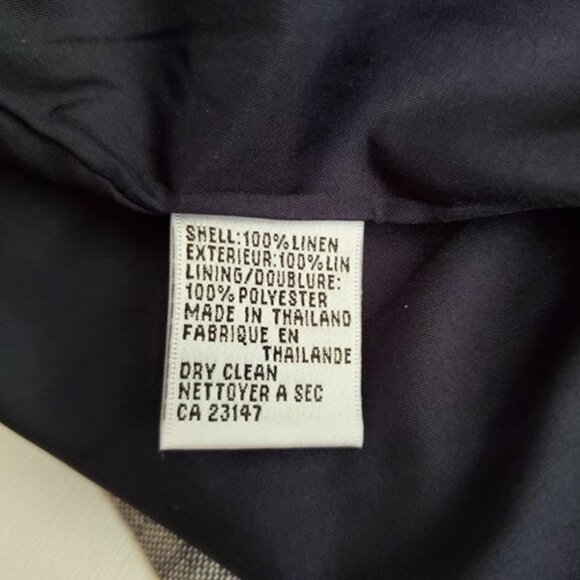 SHELL:100% LINEN
EXTERIEUR:100% LIN
LINING/DOUBLURE:
100% POLYESTER
MADE IN THAILAND
FABRIQUE EN
THAILANDE
DRY CLEAN
NETTOYER A SEC
CA 23147